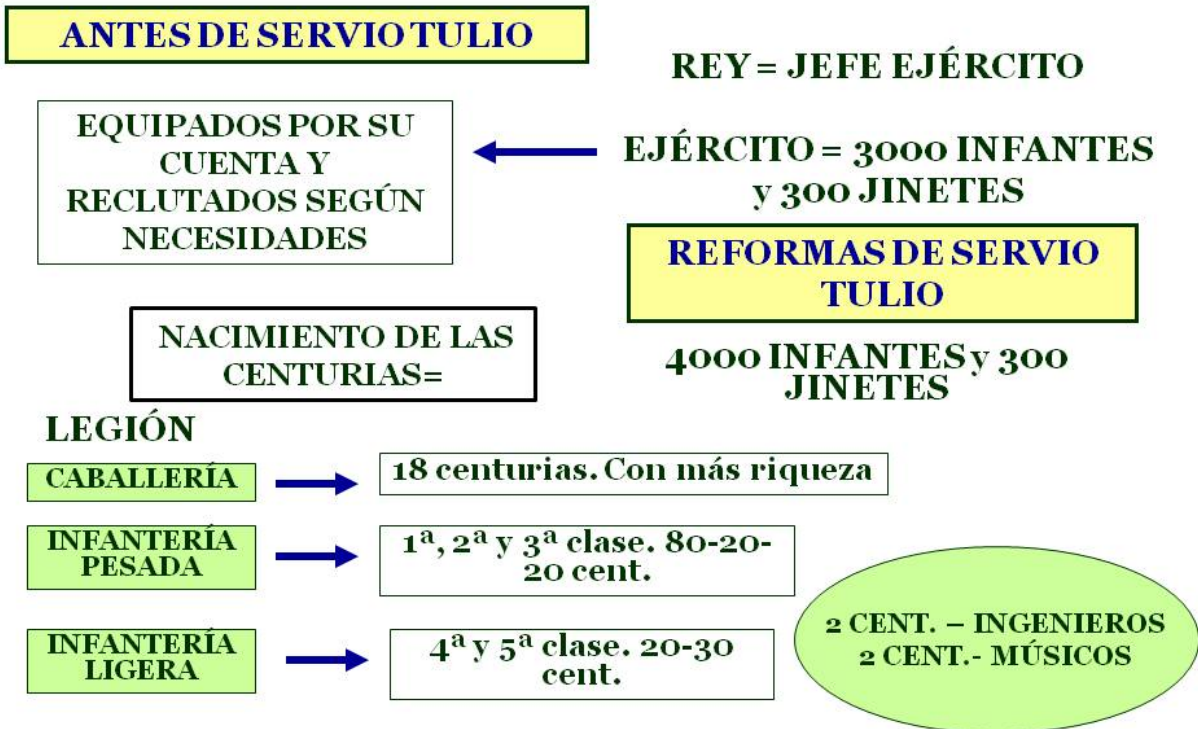 ANTES DE SERVIO TULIO
REY = JEFE EJÉRCITO
EQUIPADOS POR SU
CUENTA Y
RECLUTADOS SEGÚN
NECESIDADES
EJÉRCITO = 3000 INFANTES
y 300 JINETES
REFORMAS DE SERVIO
TULIO
NACIMIENTO DE LAS
CENTURIAS=
4000 INFANTES y 300
JINETES
LEGIÓN
CABALLERÍA
18 centurias. Con más riqueza
INFANTERÍA
PESADA
1ª, 2ª y 3ª clase. 80-20-
20 cent.
INFANTERÍA
LIGERA
4ª y 5ª clase. 20-30
cent.
2 CENT. – INGENIEROS
2 CENT.- MÚSICOS